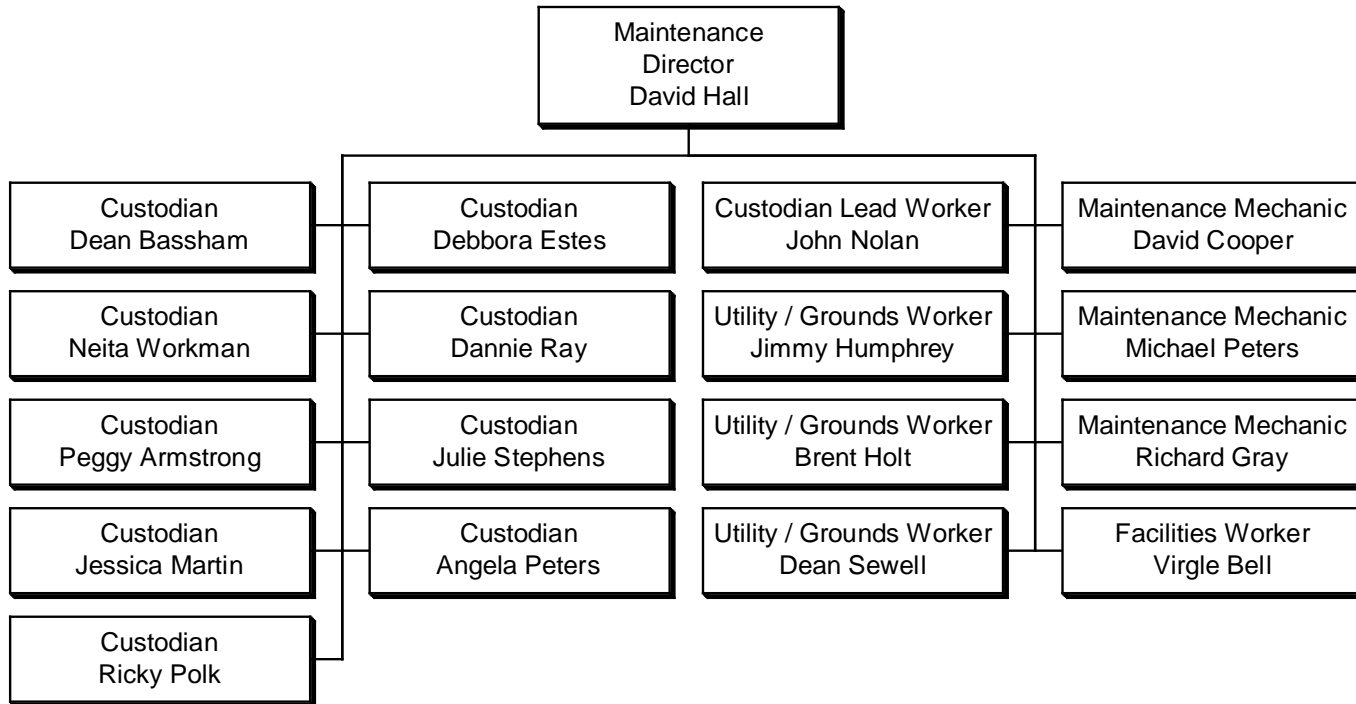 Maintenance
Director
David Hall
Custodian
Dean Bassham
Custodian
Debbora Estes
Custodian Lead Worker
John Nolan
Maintenance Mechanic
David Cooper
Custodian
Neita Workman
Custodian
Dannie Ray
Utility / Grounds Worker
Jimmy Humphrey
Maintenance Mechanic
Michael Peters
Custodian
Peggy Armstrong
Custodian
Julie Stephens
Utility / Grounds Worker
Brent Holt
Maintenance Mechanic
Richard Gray
Custodian
Jessica Martin
Custodian
Angela Peters
Utility / Grounds Worker
Dean Sewell
Facilities Worker
Virgle Bell
Custodian
Ricky Polk